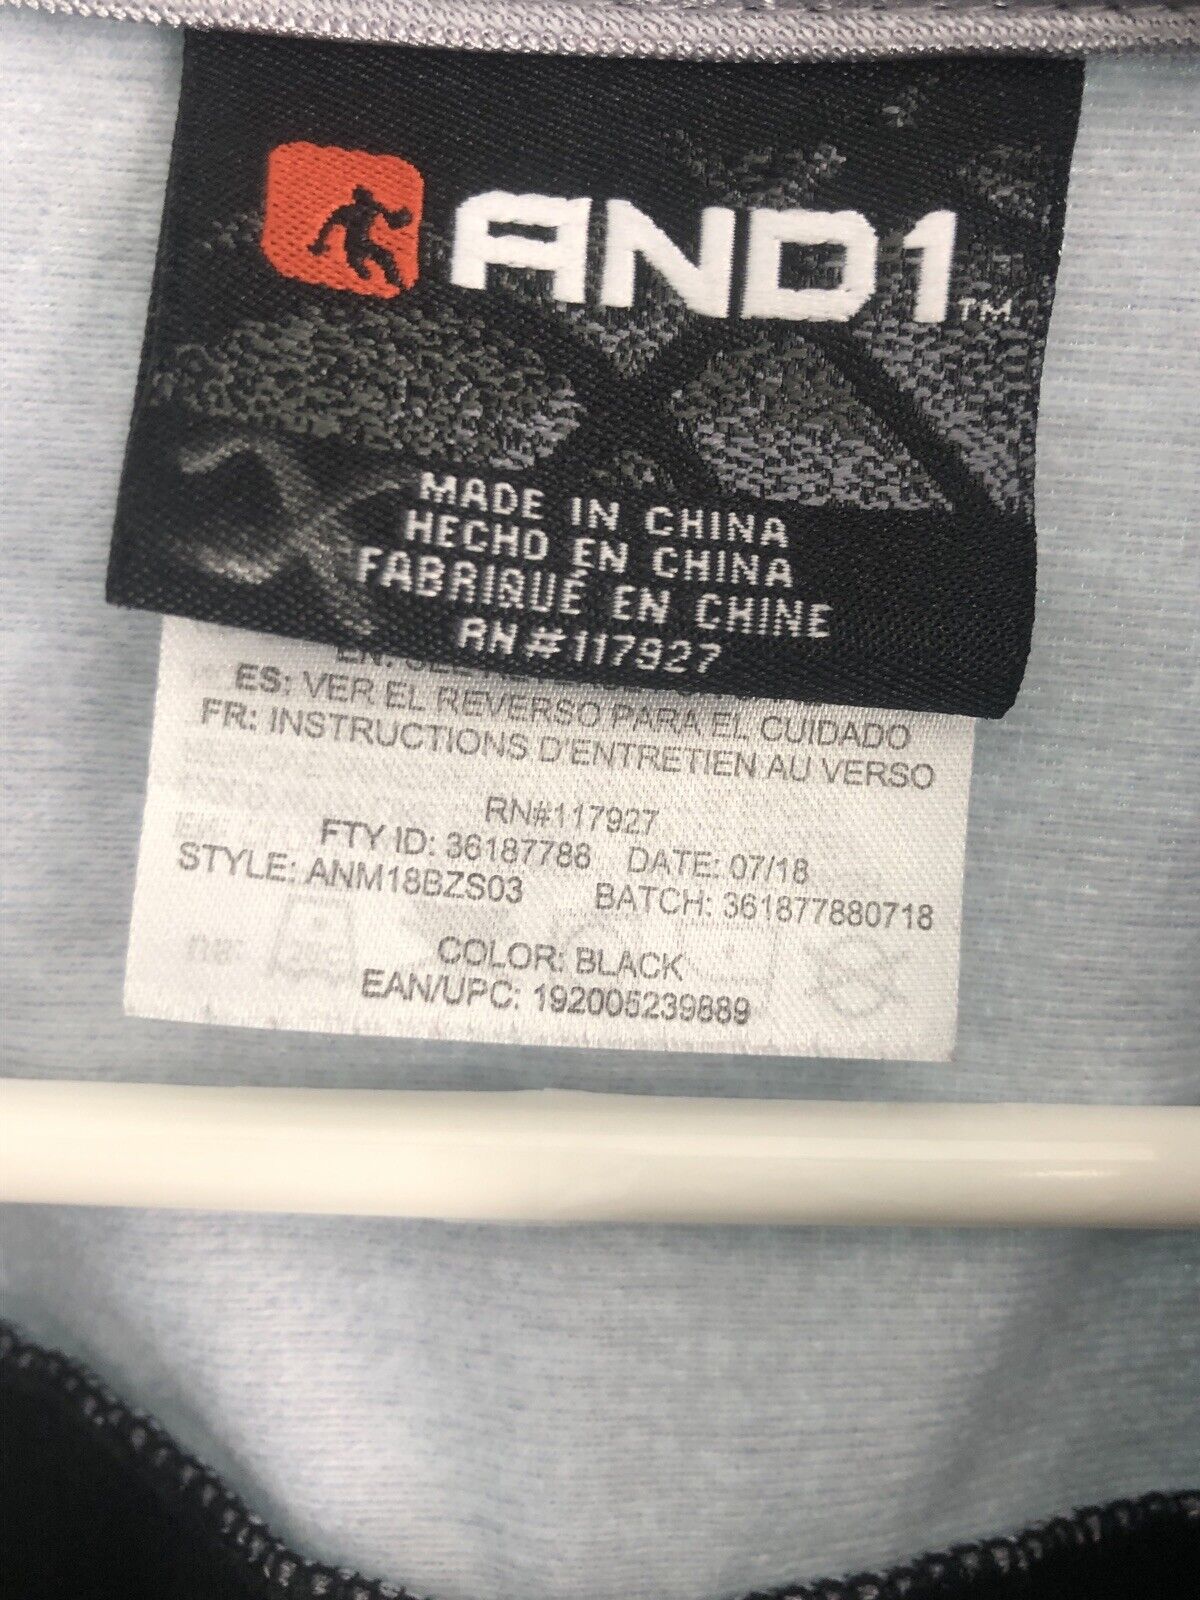 AND1™
MADE IN CHINA
HECHO EN CHINA
FABRIQUÉ EN CHINE
RN#117927
ES: VER EL REVERSO PARA EL CUIDADO
FR: INSTRUCTIONS D'ENTRETIEN AU VERSO
RN#117927
FTY ID: 36187788 DATE: 07/18
STYLE: ANM18BZS03 BATCH: 361877880718
COLOR: BLACK
EAN/UPC: 192005239889